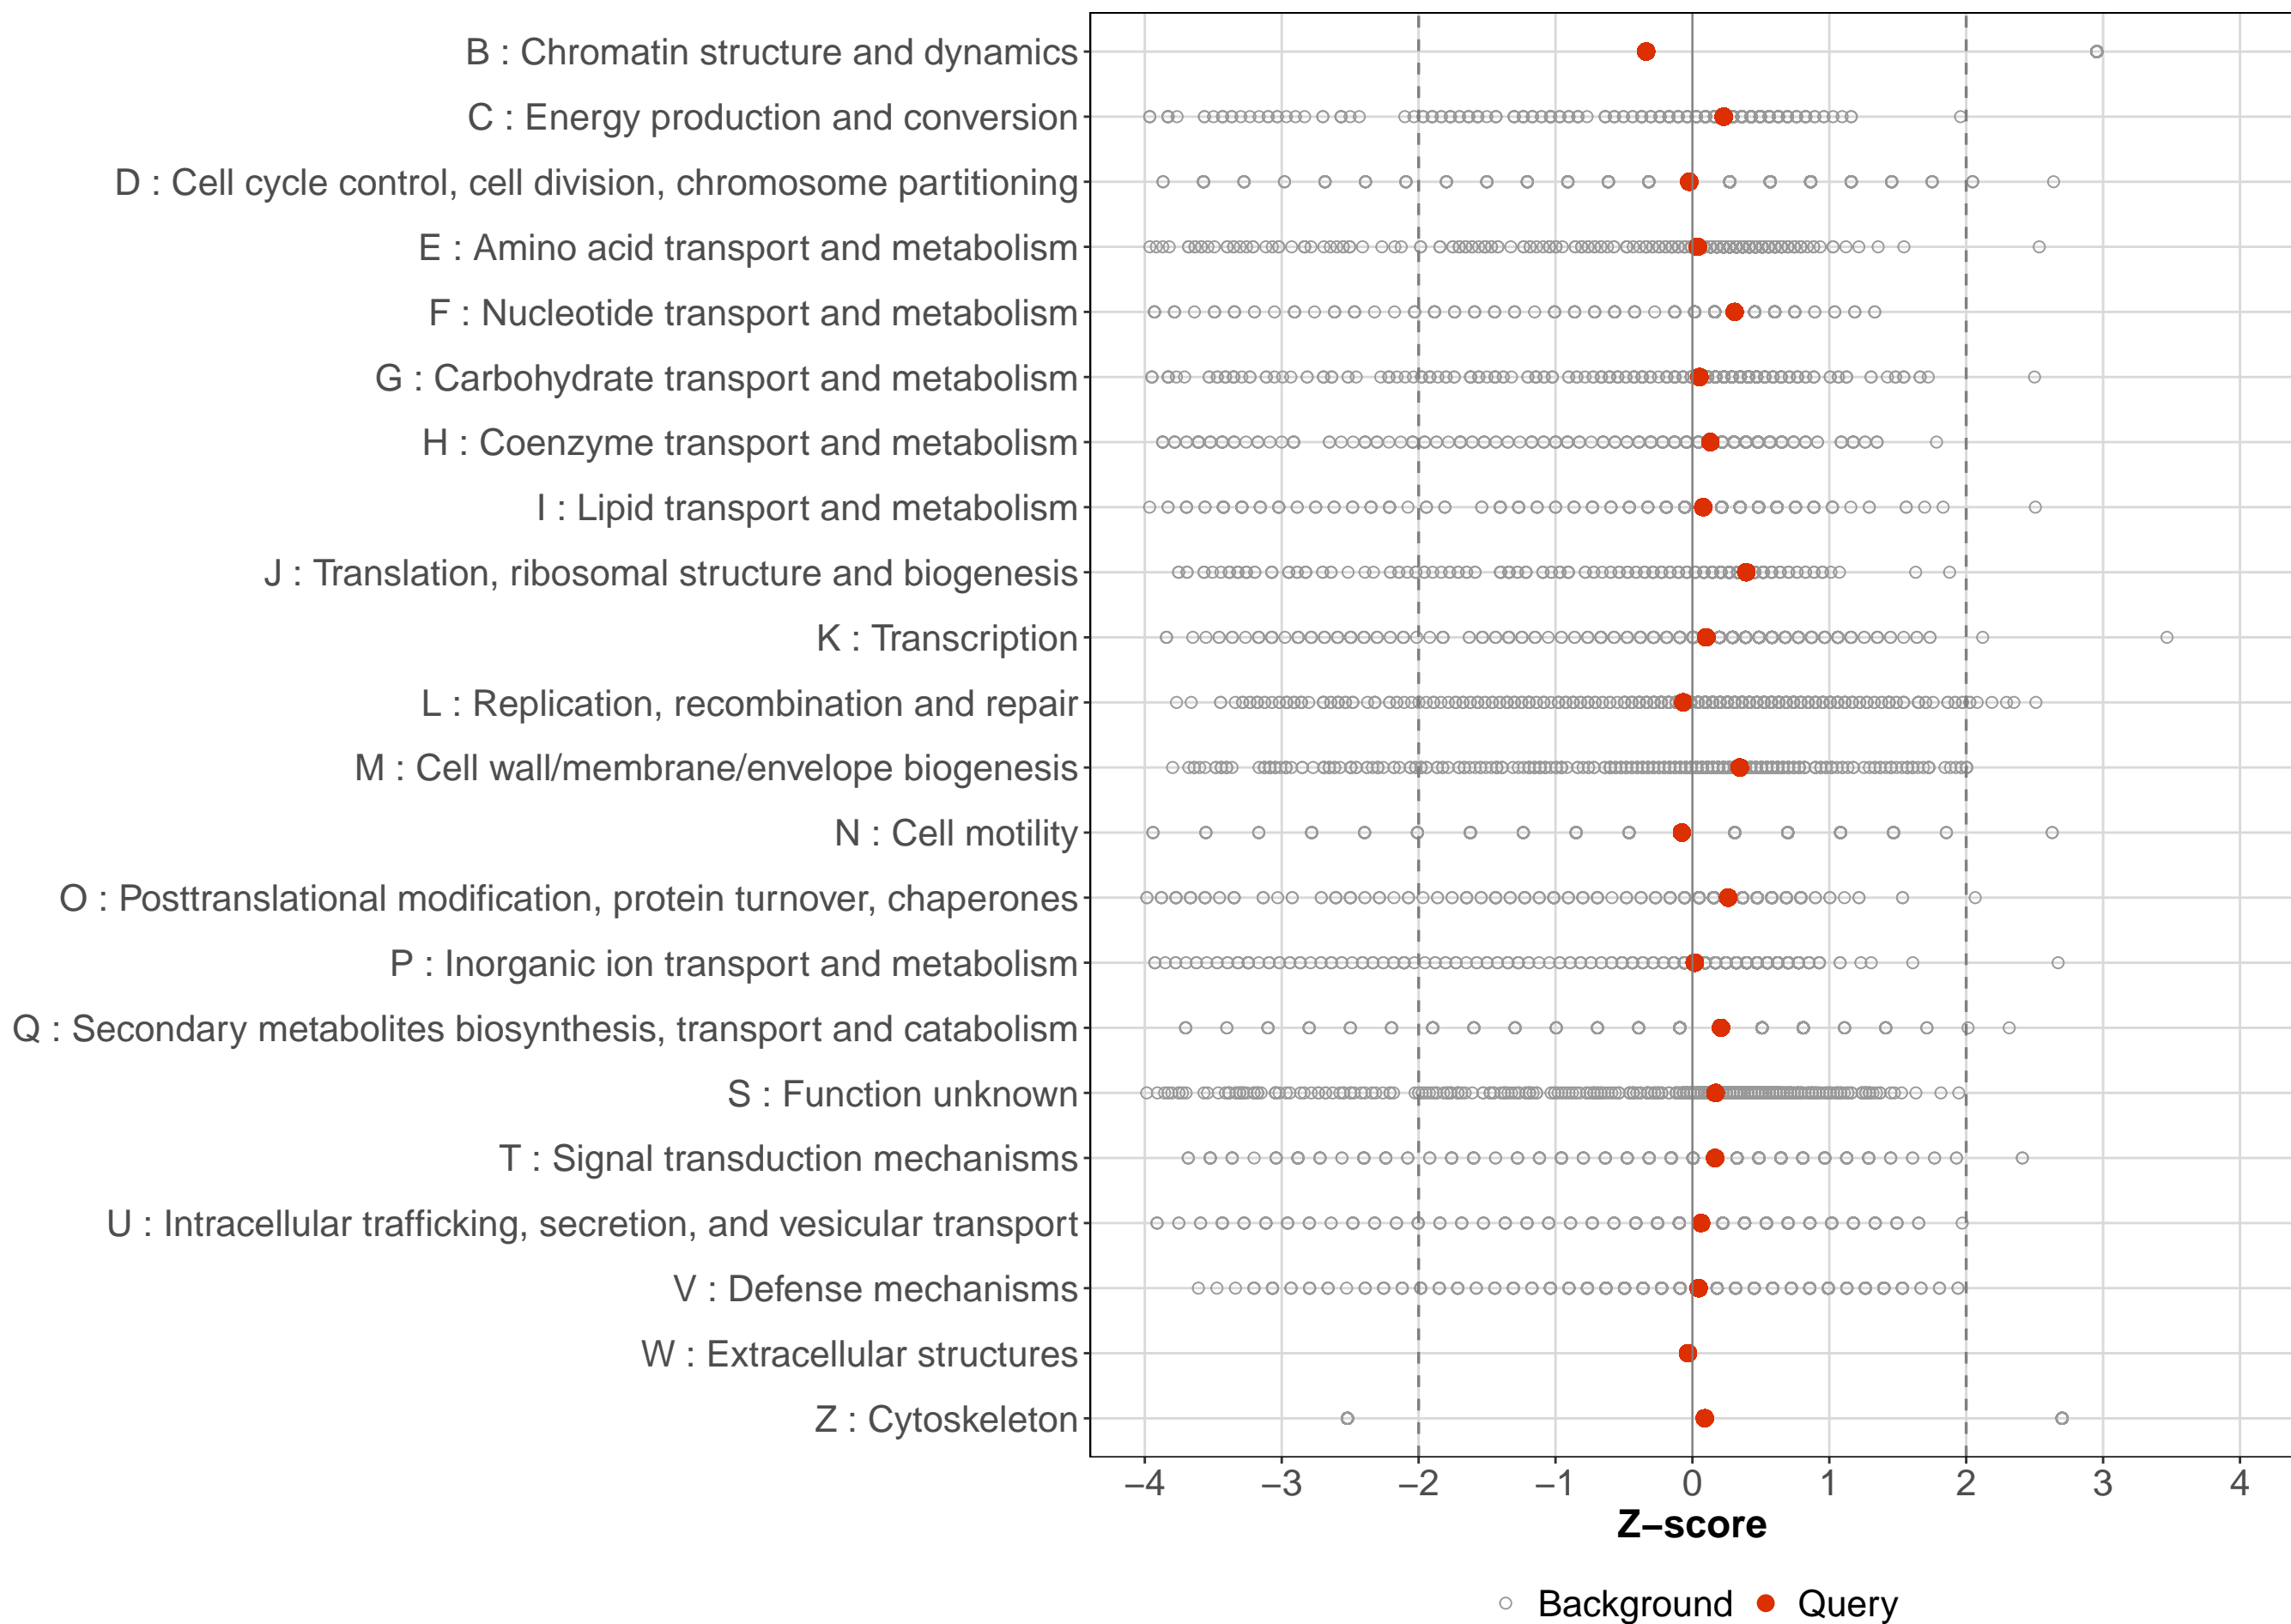 B : Chromatin structure and dynamics
C : Energy production and conversion
D : Cell cycle control, cell division, chromosome partitioning
E : Amino acid transport and metabolism
F : Nucleotide transport and metabolism
G : Carbohydrate transport and metabolism
H : Coenzyme transport and metabolism
I : Lipid transport and metabolism
J : Translation, ribosomal structure and biogenesis
K : Transcription
L : Replication, recombination and repair
M : Cell wall/membrane/envelope biogenesis
N : Cell motility
O : Posttranslational modification, protein turnover, chaperones
P : Inorganic ion transport and metabolism
Q : Secondary metabolites biosynthesis, transport and catabolism
S : Function unknown
T : Signal transduction mechanisms
U : Intracellular trafficking, secretion, and vesicular transport
V : Defense mechanisms
W : Extracellular structures
Z : Cytoskeleton
−4 −3 −2 −1 0 1 2 3 4
Z−score
Background Query